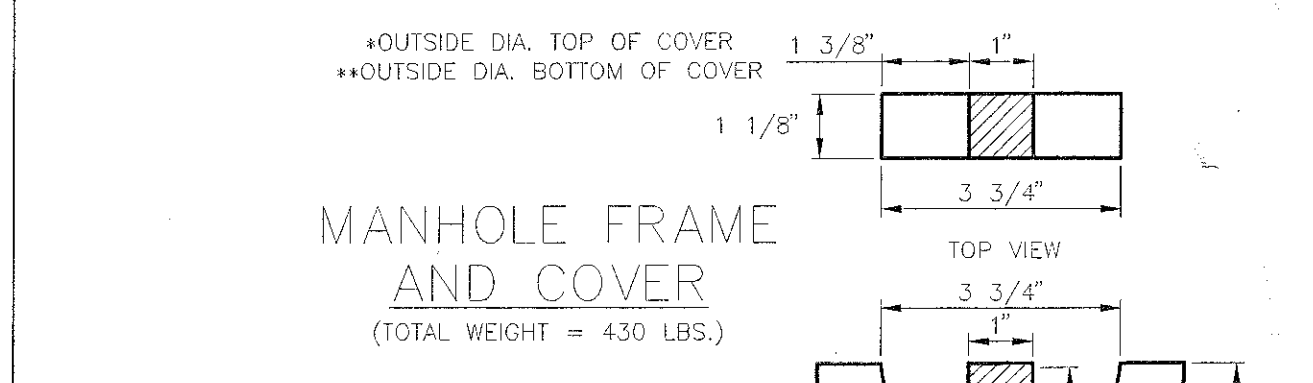 *OUTSIDE DIA. TOP OF COVER
**OUTSIDE DIA. BOTTOM OF COVER
1 3/8"
1"
1 1/8"
3 3/4"
TOP VIEW
MANHOLE FRAME
AND COVER
(TOTAL WEIGHT = 430 LBS.)
3 3/4"
1"